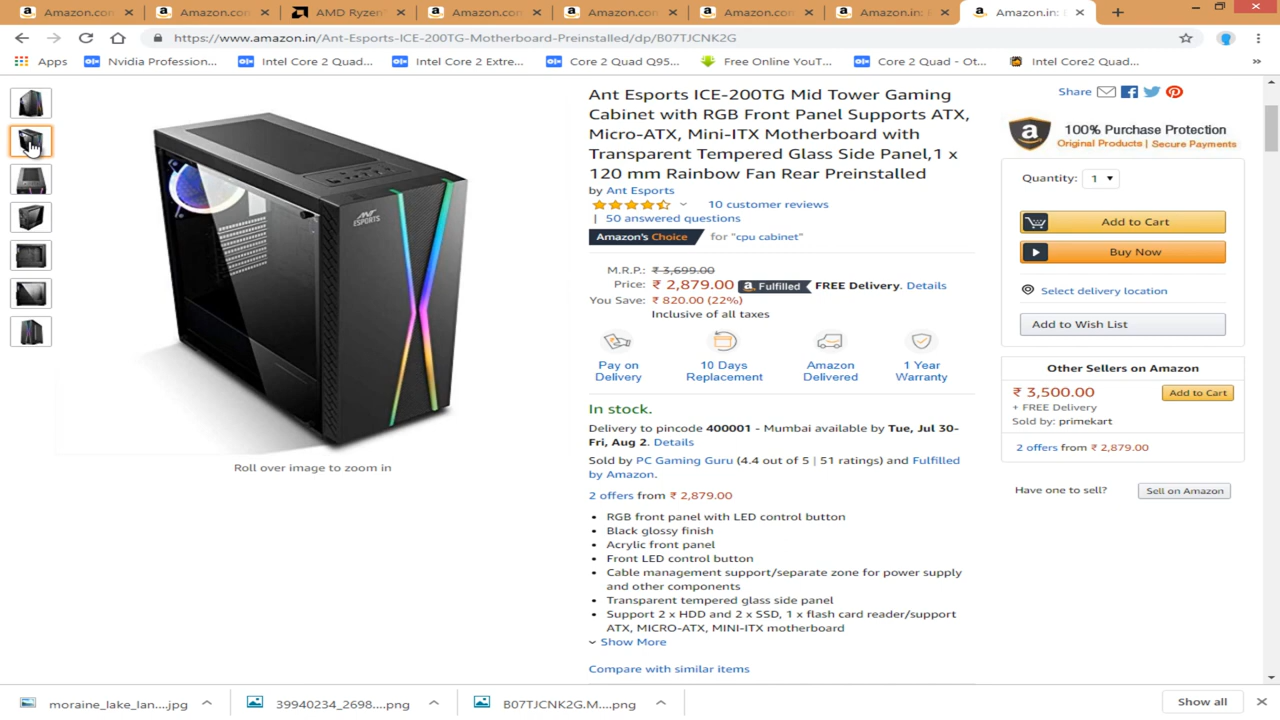 Amazon.con
Amazon.con
AMD Ryzen™
Amazon.con
Amazon.con
Amazon.con
Amazon.in: F
Amazon.in: E
https://www.amazon.in/Ant-Esports-ICE-200TG-Motherboard-Preinstalled/dp/B07TJCNK2G
Apps
Nvidia Profession...
Intel Core 2 Quad...
Intel Core 2 Extre...
Core 2 Quad Q95...
Free Online YouT...
Core 2 Quad - Ot...
Intel Core2 Quad...
»
ANT
ESPORTS
Roll over image to zoom in
Ant Esports ICE-200TG Mid Tower Gaming
Cabinet with RGB Front Panel Supports ATX,
Micro-ATX, Mini-ITX Motherboard with
Transparent Tempered Glass Side Panel,1 x
120 mm Rainbow Fan Rear Preinstalled
by Ant Esports
10 customer reviews
| 50 answered questions
Amazon's Choice for "cpu cabinet"
M.R.P.: ₹ 3,699.00
Price: ₹ 2,879.00 a Fulfilled FREE Delivery. Details
You Save: ₹ 820.00 (22%)
Inclusive of all taxes
Pay on
Delivery
10 Days
Replacement
Amazon
Delivered
1 Year
Warranty
In stock.
Delivery to pincode 400001 - Mumbai available by Tue, Jul 30-
Fri, Aug 2. Details
Sold by PC Gaming Guru (4.4 out of 5 | 51 ratings) and Fulfilled
by Amazon.
2 offers from ₹ 2,879.00
• RGB front panel with LED control button
• Black glossy finish
• Acrylic front panel
• Front LED control button
• Cable management support/separate zone for power supply
and other components
• Transparent tempered glass side panel
• Support 2 x HDD and 2 x SSD, 1 x flash card reader/support
ATX, MICRO-ATX, MINI-ITX motherboard
Show More
Compare with similar items
Share
a
100% Purchase Protection
Original Products | Secure Payments
Quantity: 1
Add to Cart
Buy Now
Select delivery location
Add to Wish List
Other Sellers on Amazon
₹ 3,500.00 Add to Cart
+ FREE Delivery
Sold by: primekart
2 offers from ₹ 2,879.00
Have one to sell? Sell on Amazon
moraine_lake_lan....jpg
39940234_2698....png
B07TJCNK2G.M....png
Show all